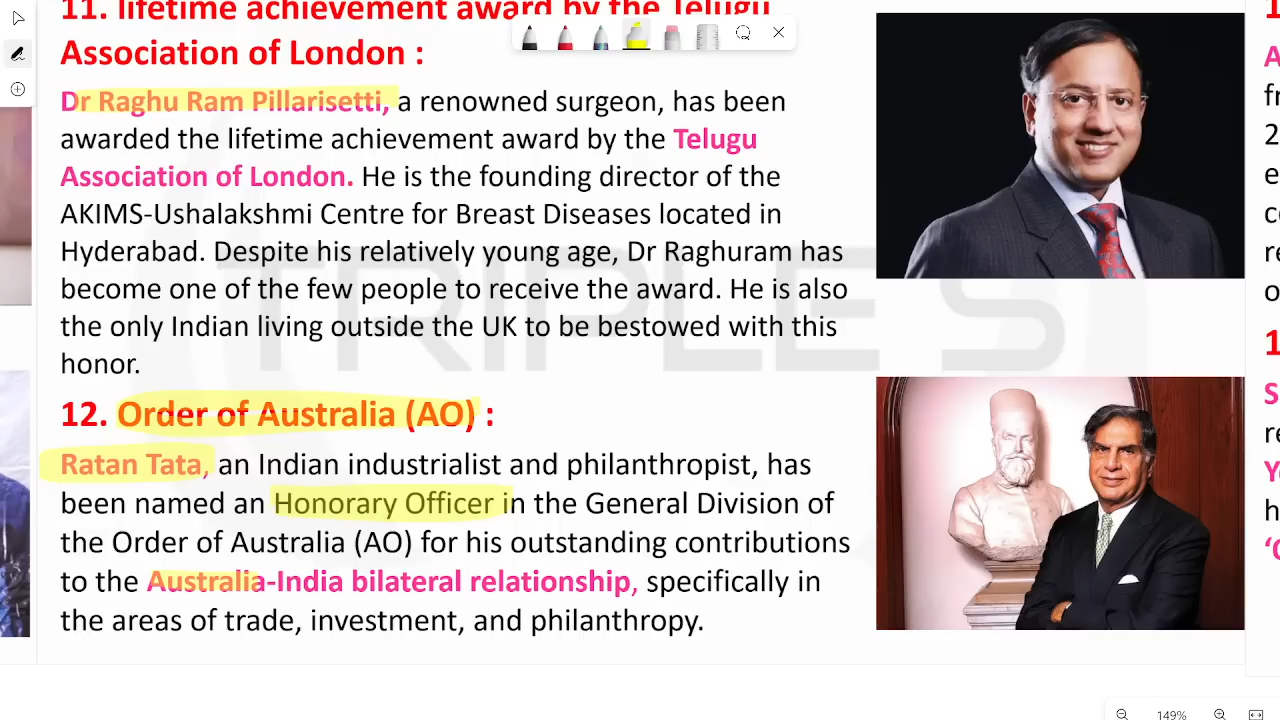 11. lifetime achievement award by the Telugu
Association of London :
Dr Raghu Ram Pillarisetti, a renowned surgeon, has been
awarded the lifetime achievement award by the Telugu
Association of London. He is the founding director of the
AKIMS-Ushalakshmi Centre for Breast Diseases located in
Hyderabad. Despite his relatively young age, Dr Raghuram has
become one of the few people to receive the award. He is also
the only Indian living outside the UK to be bestowed with this
honor.
12. Order of Australia (AO) :
Ratan Tata, an Indian industrialist and philanthropist, has
been named an Honorary Officer in the General Division of
the Order of Australia (AO) for his outstanding contributions
to the Australia-India bilateral relationship, specifically in
the areas of trade, investment, and philanthropy.
TRIPLE S
149%